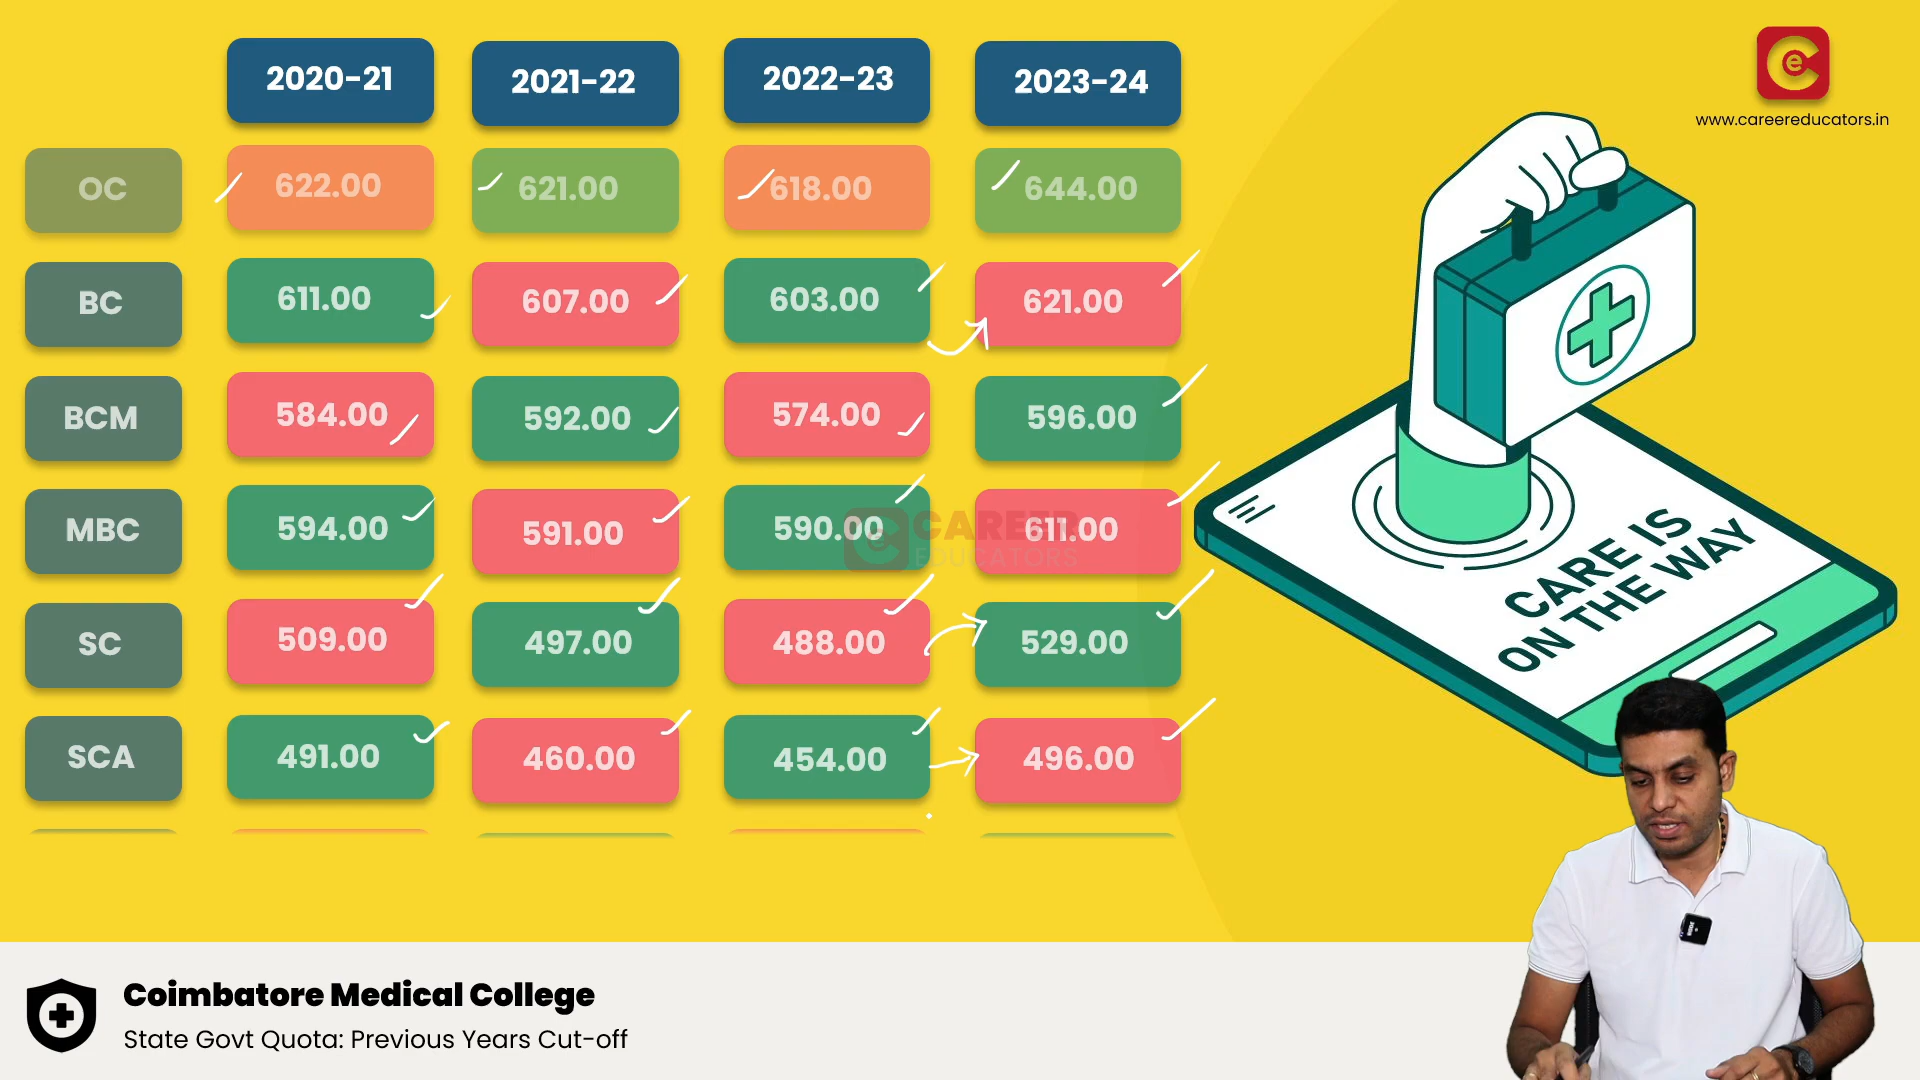 2020-21 2021-22 2022-23 2023-24
e
www.careereducators.in
OC 622.00 621.00 618.00 644.00
BC 611.00 607.00 603.00 621.00
BCM 584.00 592.00 574.00 596.00
MBC 594.00 591.00 590.00 611.00
e CAREER
EDUCATORS
SC 509.00 497.00 488.00 529.00
SCA 491.00 460.00 454.00 496.00
CARE IS
ON THE WAY
Coimbatore Medical College
State Govt Quota: Previous Years Cut-off